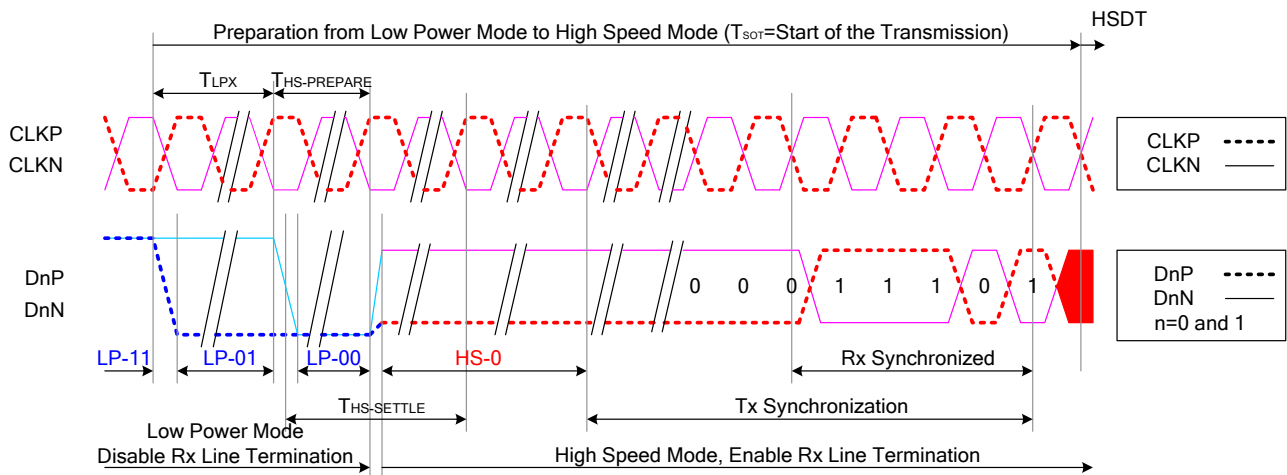 Preparation from Low Power Mode to High Speed Mode (TSOT=Start of the Transmission)
HSDT
TLPX
THS-PREPARE
CLKP
CLKN
CLKP
CLKN
DnP
DnN
0 0 0 1 1 1 0 1
DnP
DnN
n=0 and 1
LP-11
LP-01
LP-00
HS-0
Rx Synchronized
THS-SETTLE
Tx Synchronization
Low Power Mode
Disable Rx Line Termination
High Speed Mode, Enable Rx Line Termination